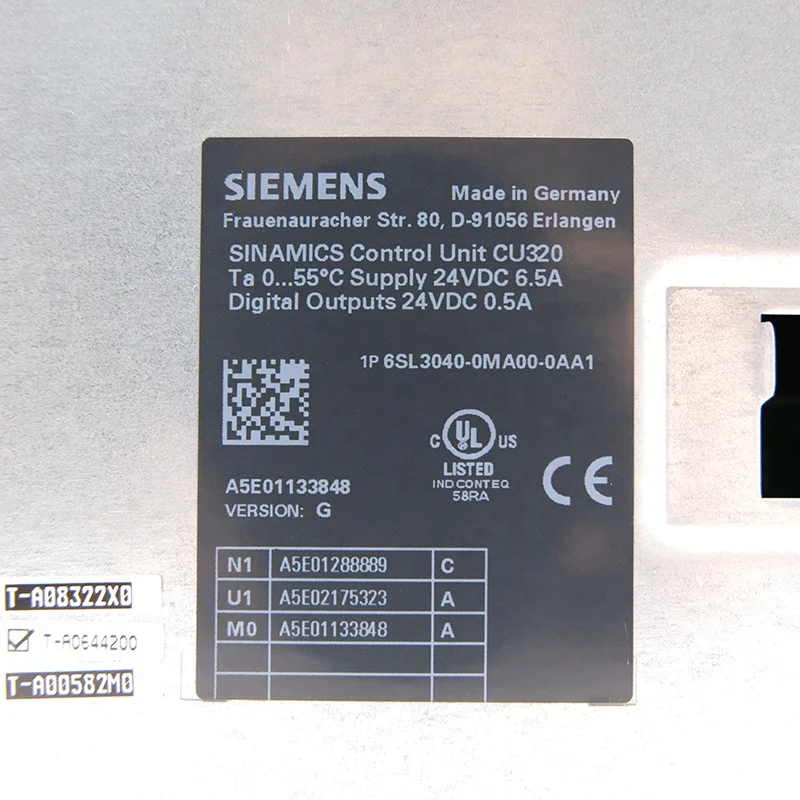 SIEMENS Made in Germany
Frauenauracher Str. 80, D-91056 Erlangen
SINAMICS Control Unit CU320
Ta 0...55°C Supply 24VDC 6.5A
Digital Outputs 24VDC 0.5A
1P 6SL3040-0MA00-0AA1
C UL US
LISTED
IND CONT EQ
58RA
CE
A5E01133848
VERSION: G
N1 A5E01288889 C
U1 A5E02175323 A
M0 A5E01133848 A
T-A08322X0
T-A0644200
T-A00582M0